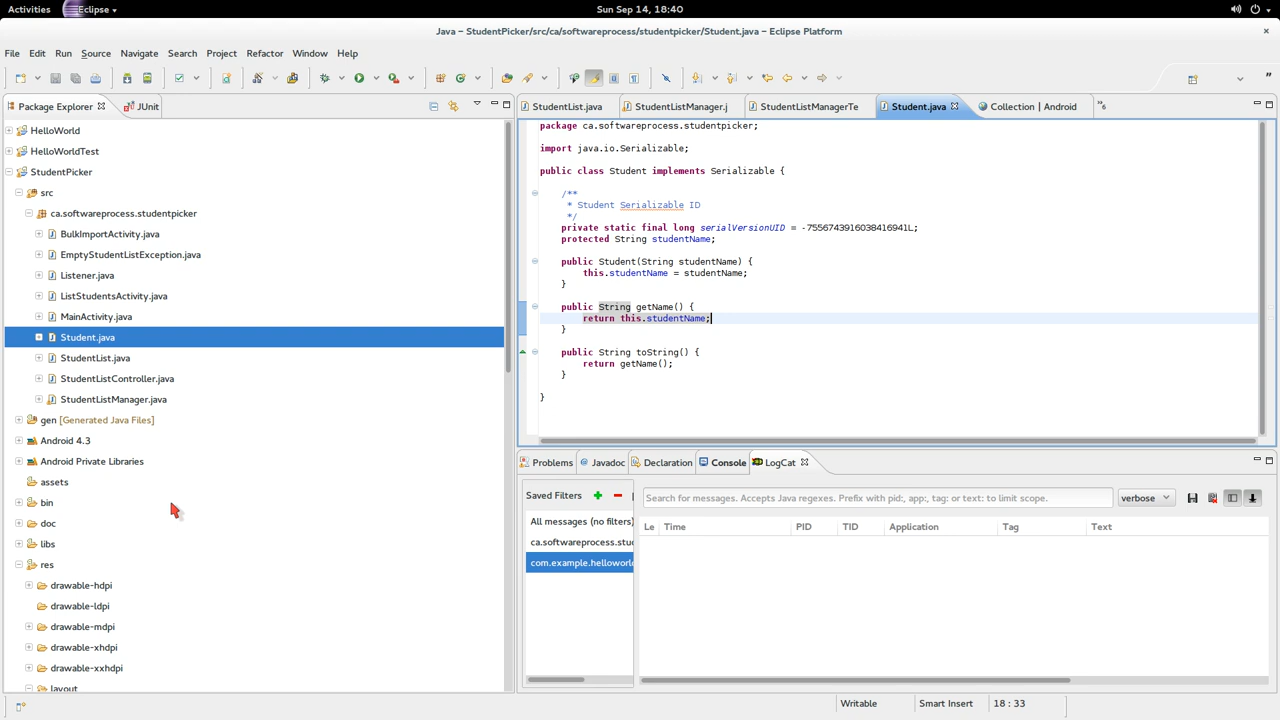 Activities Eclipse Sun Sep 14, 18:40
Java – StudentPicker/src/ca/softwareprocess/studentpicker/Student.java – Eclipse Platform
File Edit Run Source Navigate Search Project Refactor Window Help
Package Explorer JUnit
HelloWorld
HelloWorldTest
StudentPicker
src
ca.softwareprocess.studentpicker
BulkImportActivity.java
EmptyStudentListException.java
Listener.java
ListStudentsActivity.java
MainActivity.java
Student.java
StudentList.java
StudentListController.java
StudentListManager.java
gen [Generated Java Files]
Android 4.3
Android Private Libraries
assets
bin
doc
libs
res
drawable-hdpi
drawable-ldpi
drawable-mdpi
drawable-xhdpi
drawable-xxhdpi
layout
StudentList.java StudentListManager.j StudentListManagerTe Student.java Collection | Android »6
package ca.softwareprocess.studentpicker;
import java.io.Serializable;
public class Student implements Serializable {
/**
* Student Serializable ID
*/
private static final long serialVersionUID = -7556743916038416941L;
protected String studentName;
public Student(String studentName) {
this.studentName = studentName;
}
public String getName() {
return this.studentName;
}
public String toString() {
return getName();
}
}
Problems Javadoc Declaration Console LogCat
Saved Filters
All messages (no filters)
ca.softwareprocess.stu
com.example.helloworl
Search for messages. Accepts Java regexes. Prefix with pid:, app:, tag: or text: to limit scope. verbose
Le Time PID TID Application Tag Text
Writable Smart Insert 18 : 33